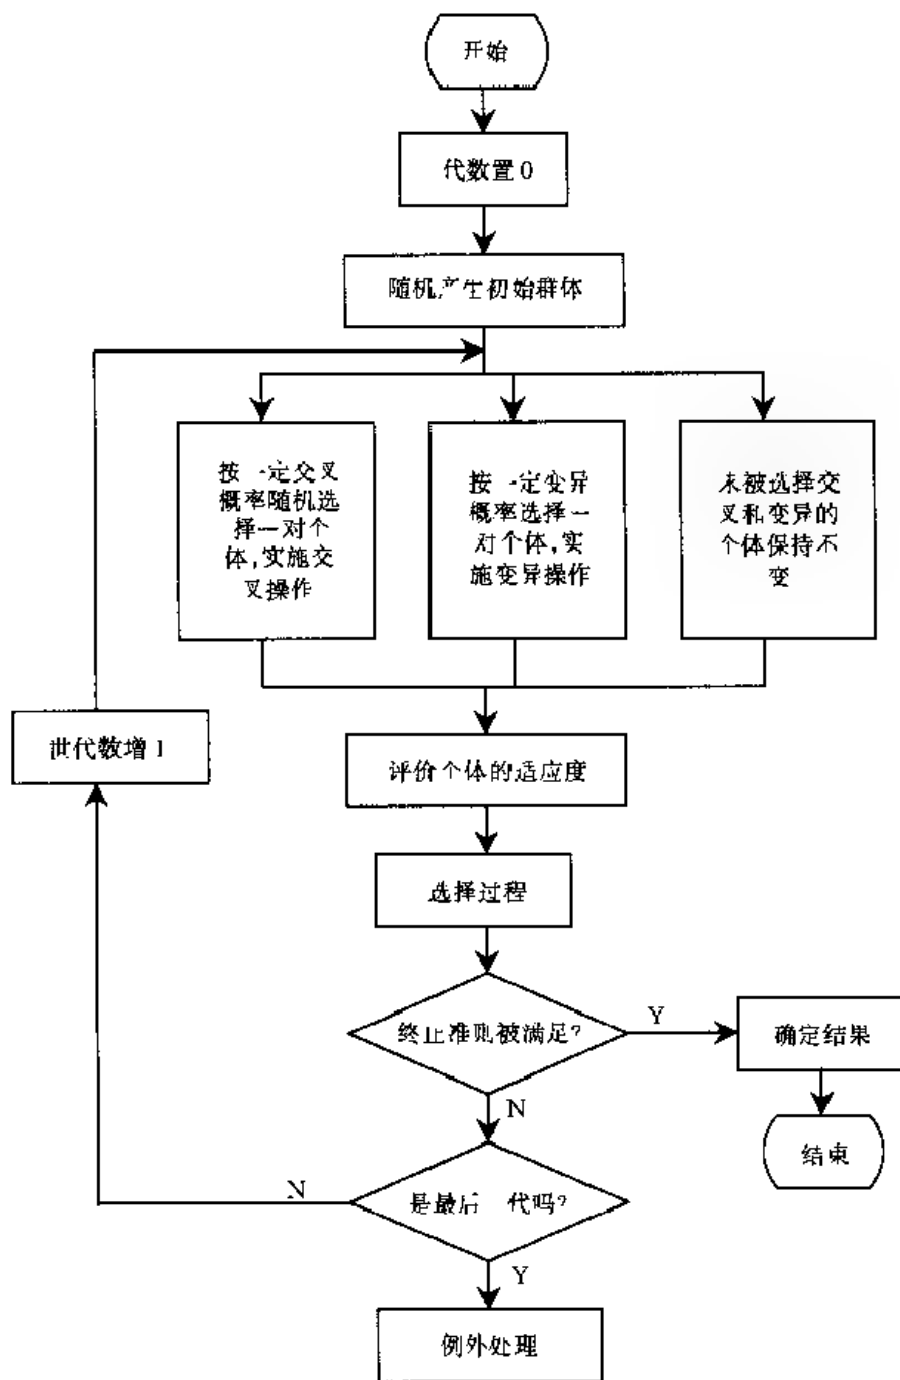 开始
代数置 0
随机产生初始群体
按一定交叉
概率随机选
择一对个
体,实施交
叉操作
按一定变异
概率选择一
对个体,实
施变异操作
未被选择交
叉和变异的
个体保持不
变
世代数增 1
评价个体的适应度
选择过程
终止准则被满足?
Y
确定结果
N
结束
是最后一代吗?
N
Y
例外处理